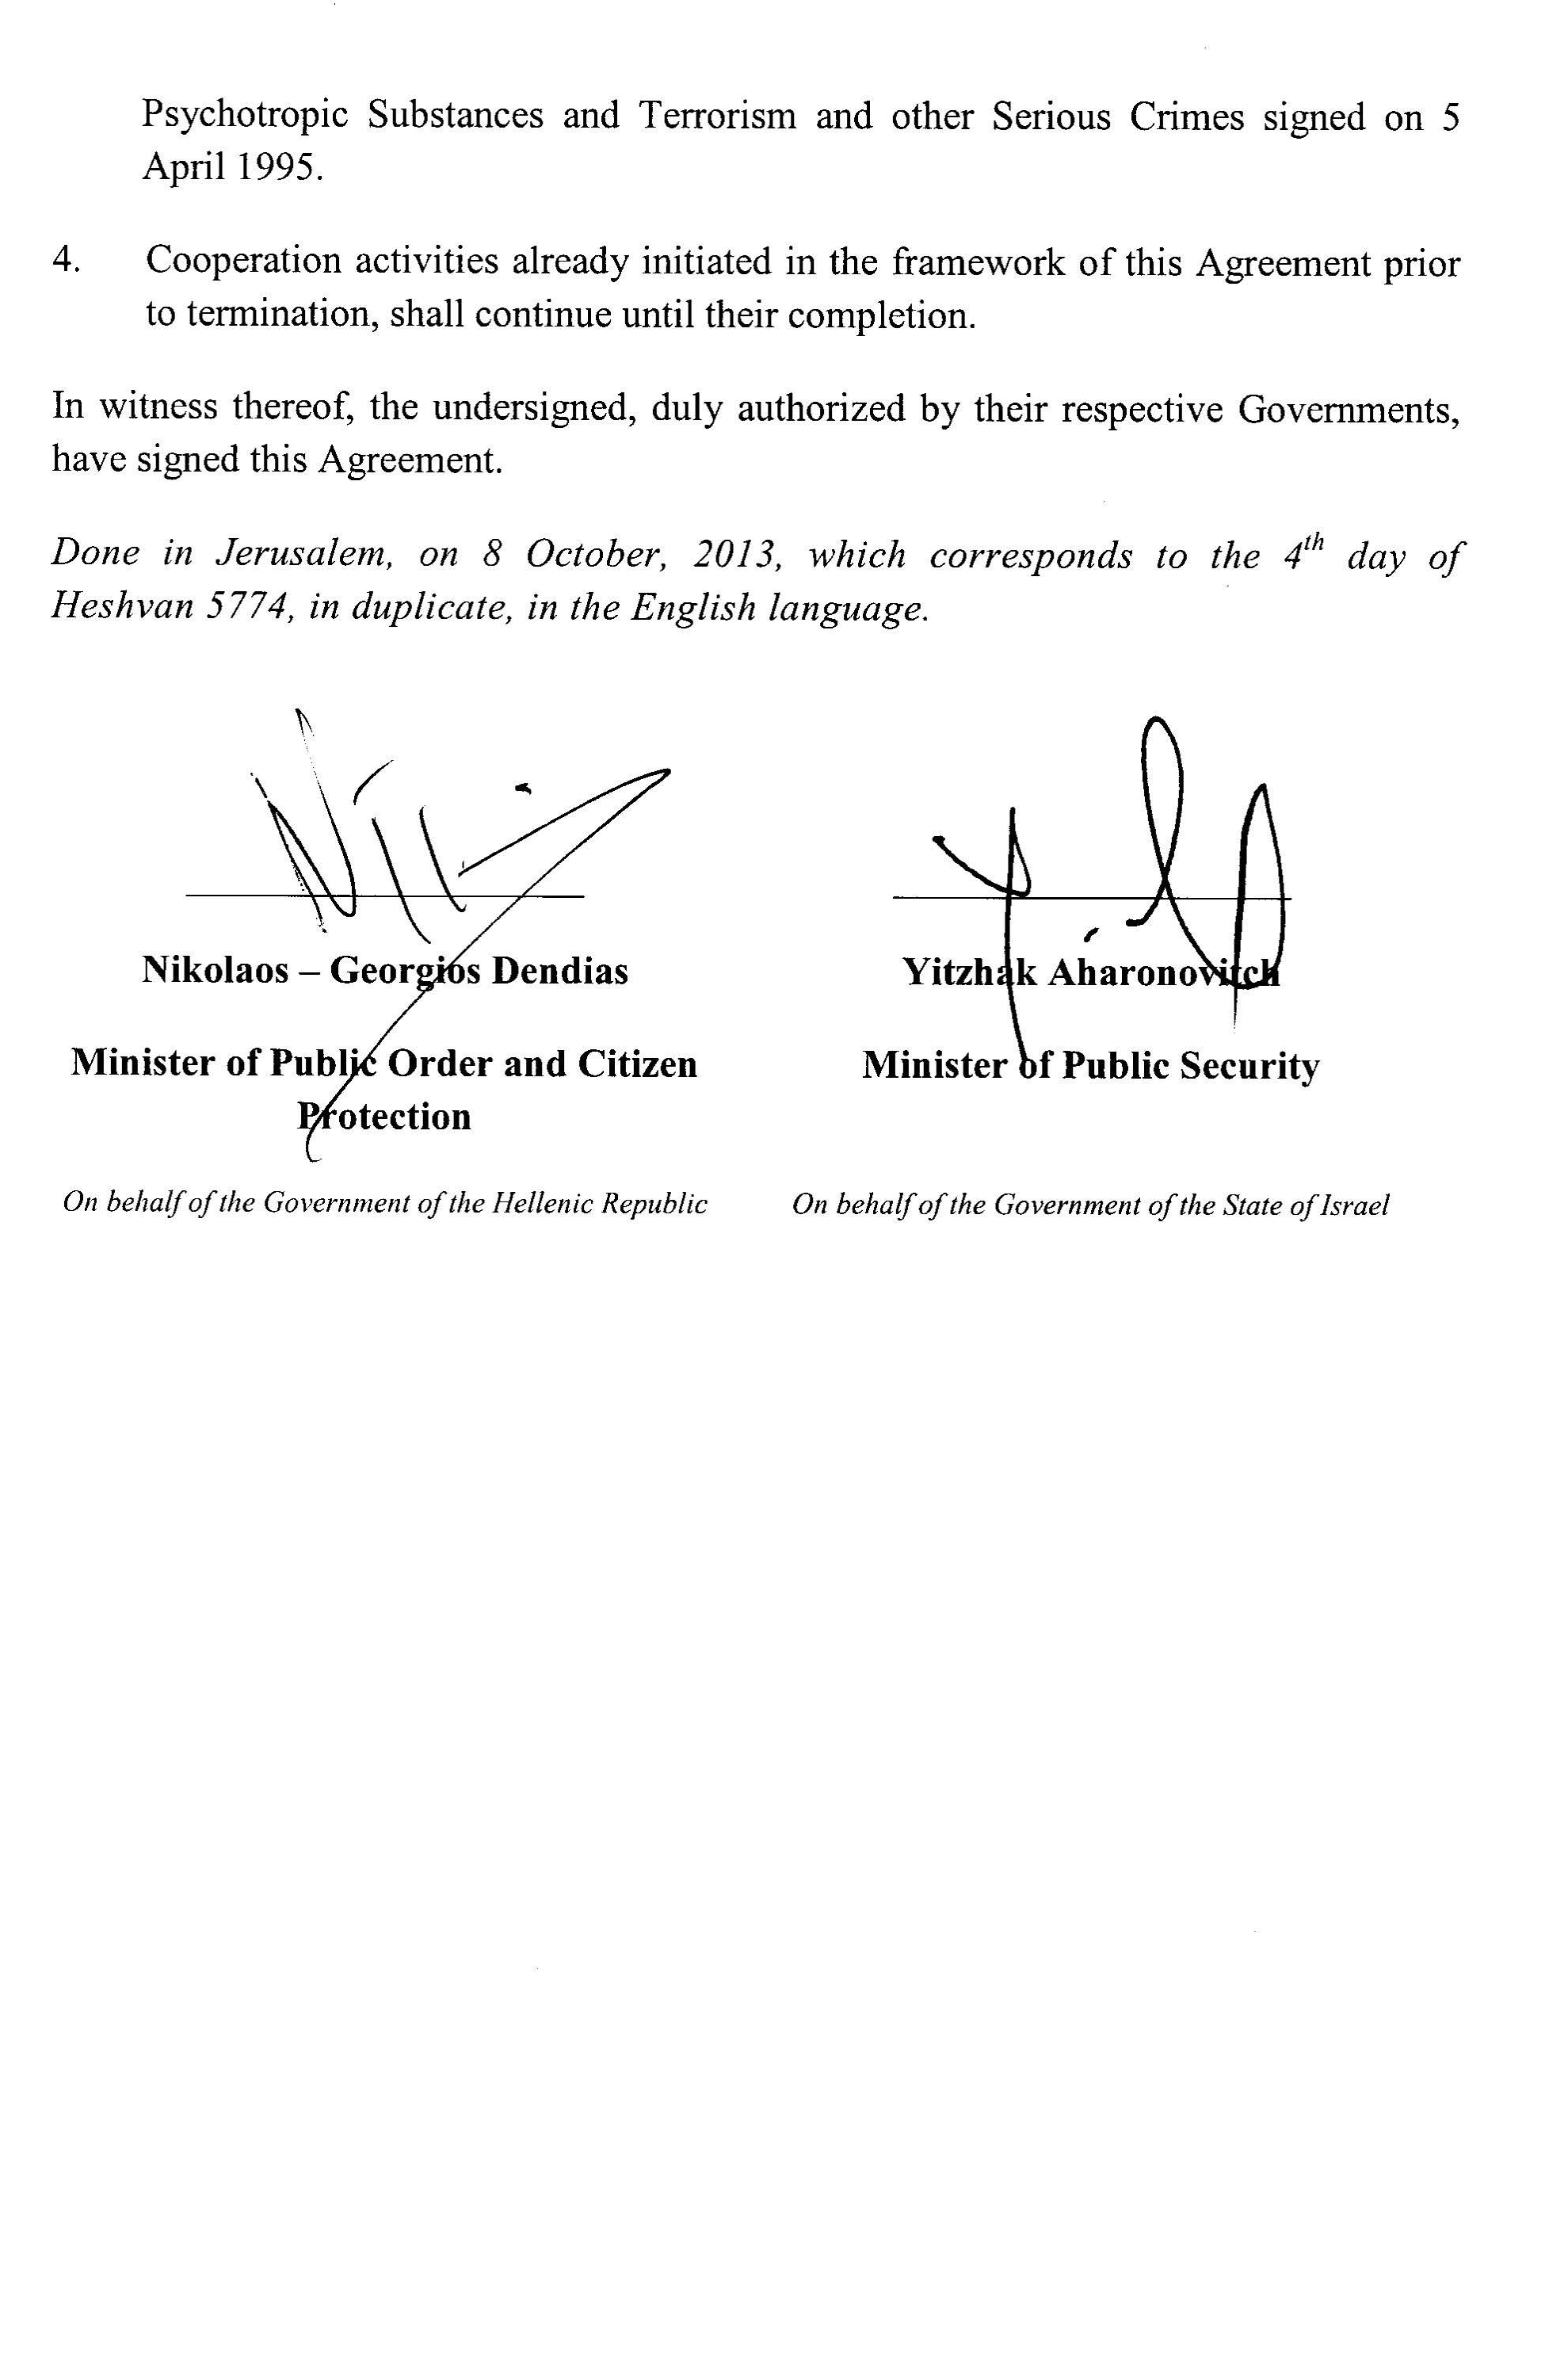 Psychotropic Substances and Terrorism and other Serious Crimes signed on 5
April 1995.
4. Cooperation activities already initiated in the framework of this Agreement prior
to termination, shall continue until their completion.
In witness thereof, the undersigned, duly authorized by their respective Governments,
have signed this Agreement.
Done in Jerusalem, on 8 October, 2013, which corresponds to the 4th day of
Heshvan 5774, in duplicate, in the English language.
Nikolaos – Georgios Dendias
Yitzhak Aharonovitch
Minister of Public Order and Citizen
Protection
Minister of Public Security
On behalf of the Government of the Hellenic Republic
On behalf of the Government of the State of Israel